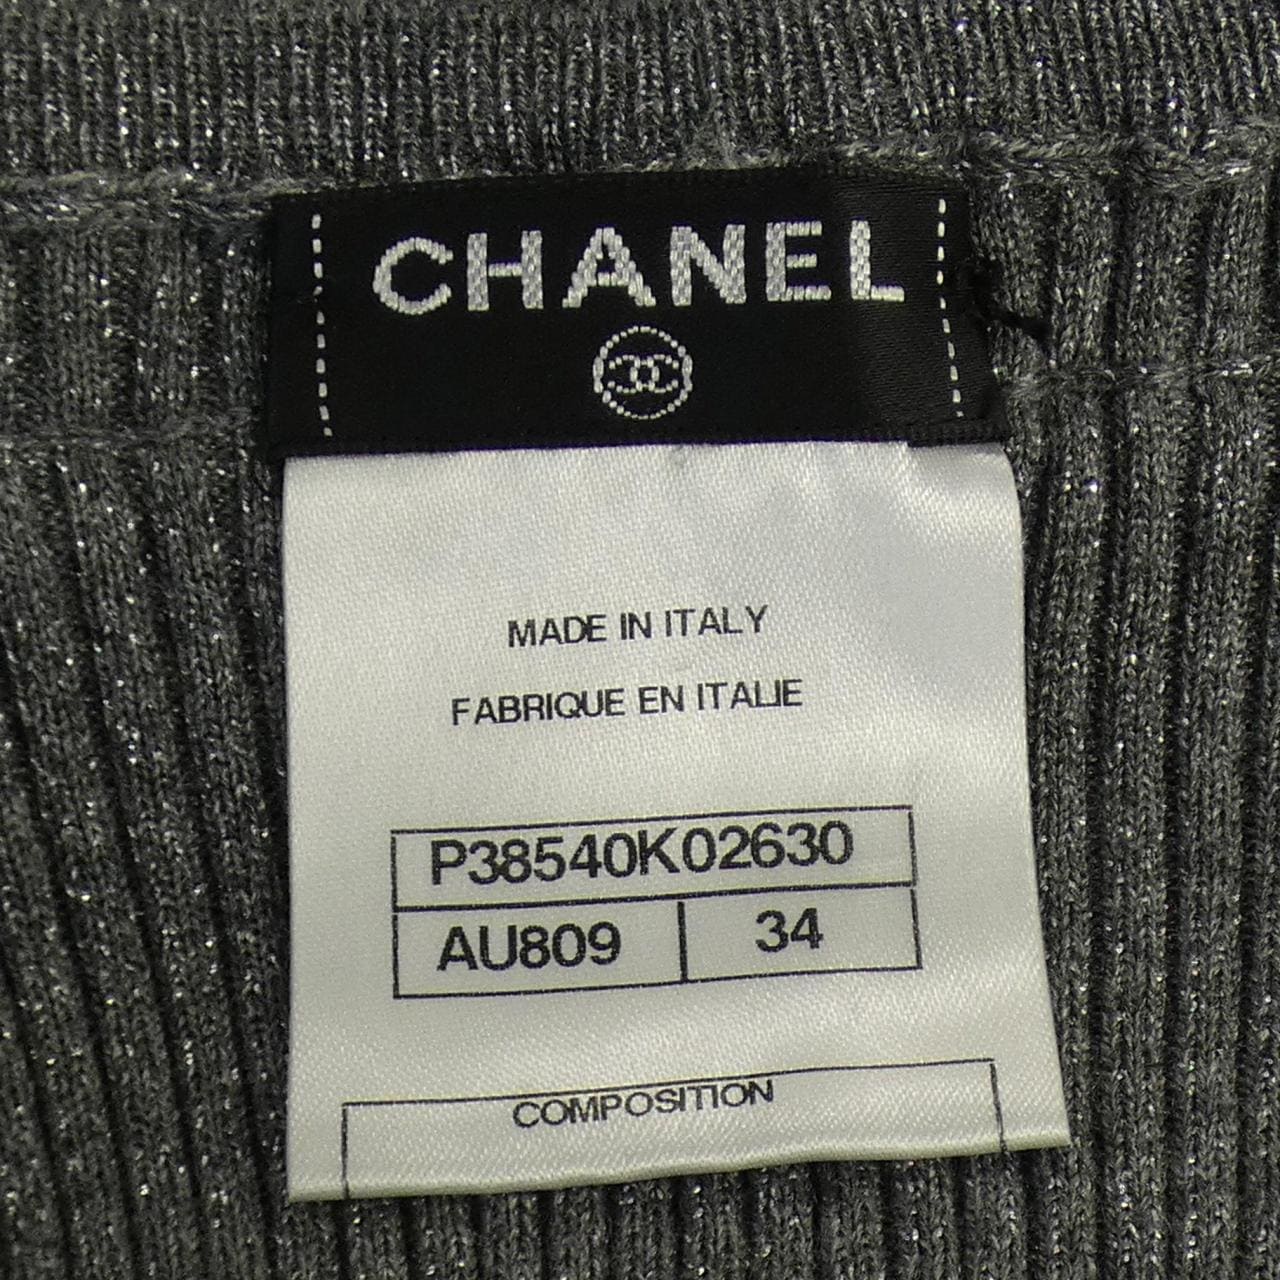 CHANEL
MADE IN ITALY
FABRIQUE EN ITALIE
P38540K02630
AU809 34
COMPOSITION